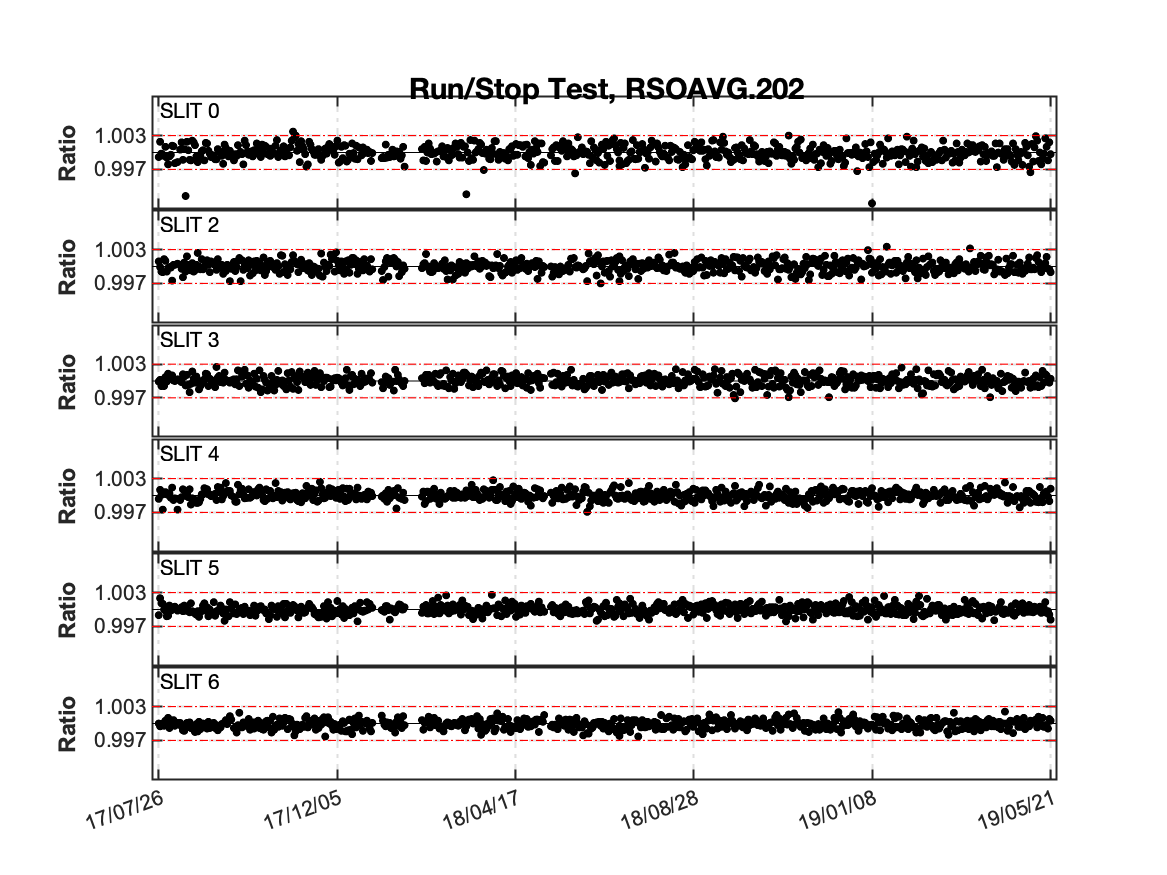 Run/Stop Test, RSOAVG.202
SLIT 0
Ratio
1.003
0.997
SLIT 2
Ratio
1.003
0.997
SLIT 3
Ratio
1.003
0.997
SLIT 4
Ratio
1.003
0.997
SLIT 5
Ratio
1.003
0.997
SLIT 6
Ratio
1.003
0.997
17/07/26
17/12/05
18/04/17
18/08/28
19/01/08
19/05/21